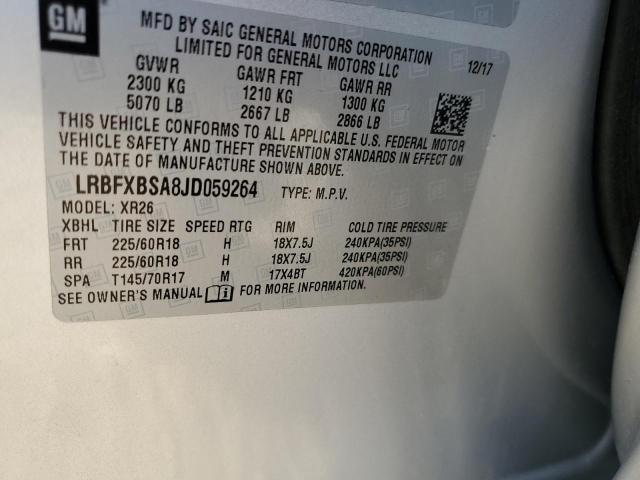 GM
MFD BY SAIC GENERAL MOTORS CORPORATION
LIMITED FOR GENERAL MOTORS LLC
12/17
GVWR GAWR FRT GAWR RR
2300 KG 1210 KG 1300 KG
5070 LB 2667 LB 2866 LB
THIS VEHICLE CONFORMS TO ALL APPLICABLE U.S. FEDERAL MOTOR
VEHICLE SAFETY AND THEFT PREVENTION STANDARDS IN EFFECT ON
THE DATE OF MANUFACTURE SHOWN ABOVE.
LRBFXBSA8JD059264 TYPE: M.P.V.
MODEL: XR26
XBHL TIRE SIZE SPEED RTG RIM COLD TIRE PRESSURE
FRT 225/60R18 H 18X7.5J 240KPA(35PSI)
RR 225/60R18 H 18X7.5J 240KPA(35PSI)
SPA T145/70R17 M 17X4BT 420KPA(60PSI)
SEE OWNER'S MANUAL FOR MORE INFORMATION.